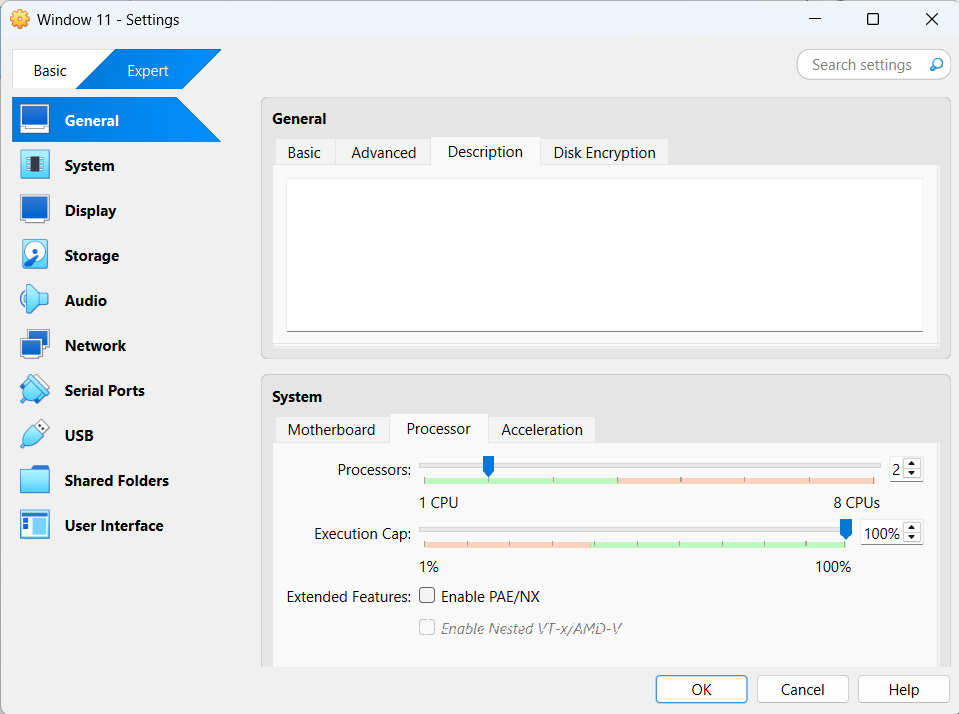 Window 11 - Settings
Basic
Expert
Search settings
General
System
Display
Storage
Audio
Network
Serial Ports
USB
Shared Folders
User Interface
General
Basic Advanced Description Disk Encryption
System
Motherboard Processor Acceleration
Processors: 2
1 CPU 8 CPUs
Execution Cap: 100%
1% 100%
Extended Features: Enable PAE/NX
Enable Nested VT-x/AMD-V
OK Cancel Help